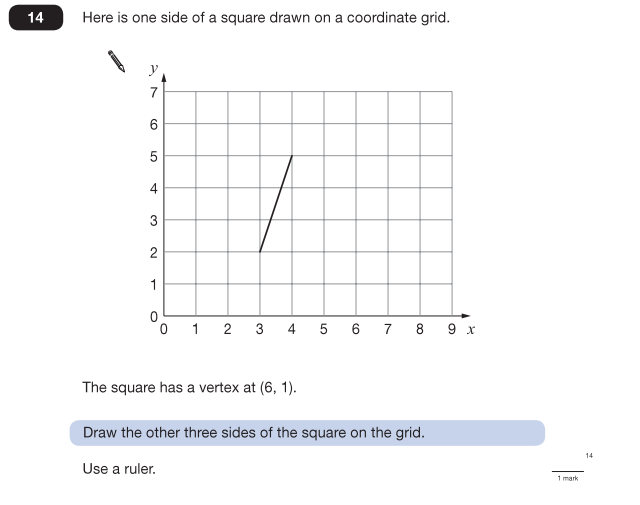 14 Here is one side of a square drawn on a coordinate grid.
y
7
6
5
4
3
2
1
0
0 1 2 3 4 5 6 7 8 9 x
The square has a vertex at (6, 1).
Draw the other three sides of the square on the grid.
Use a ruler.
14
1 mark